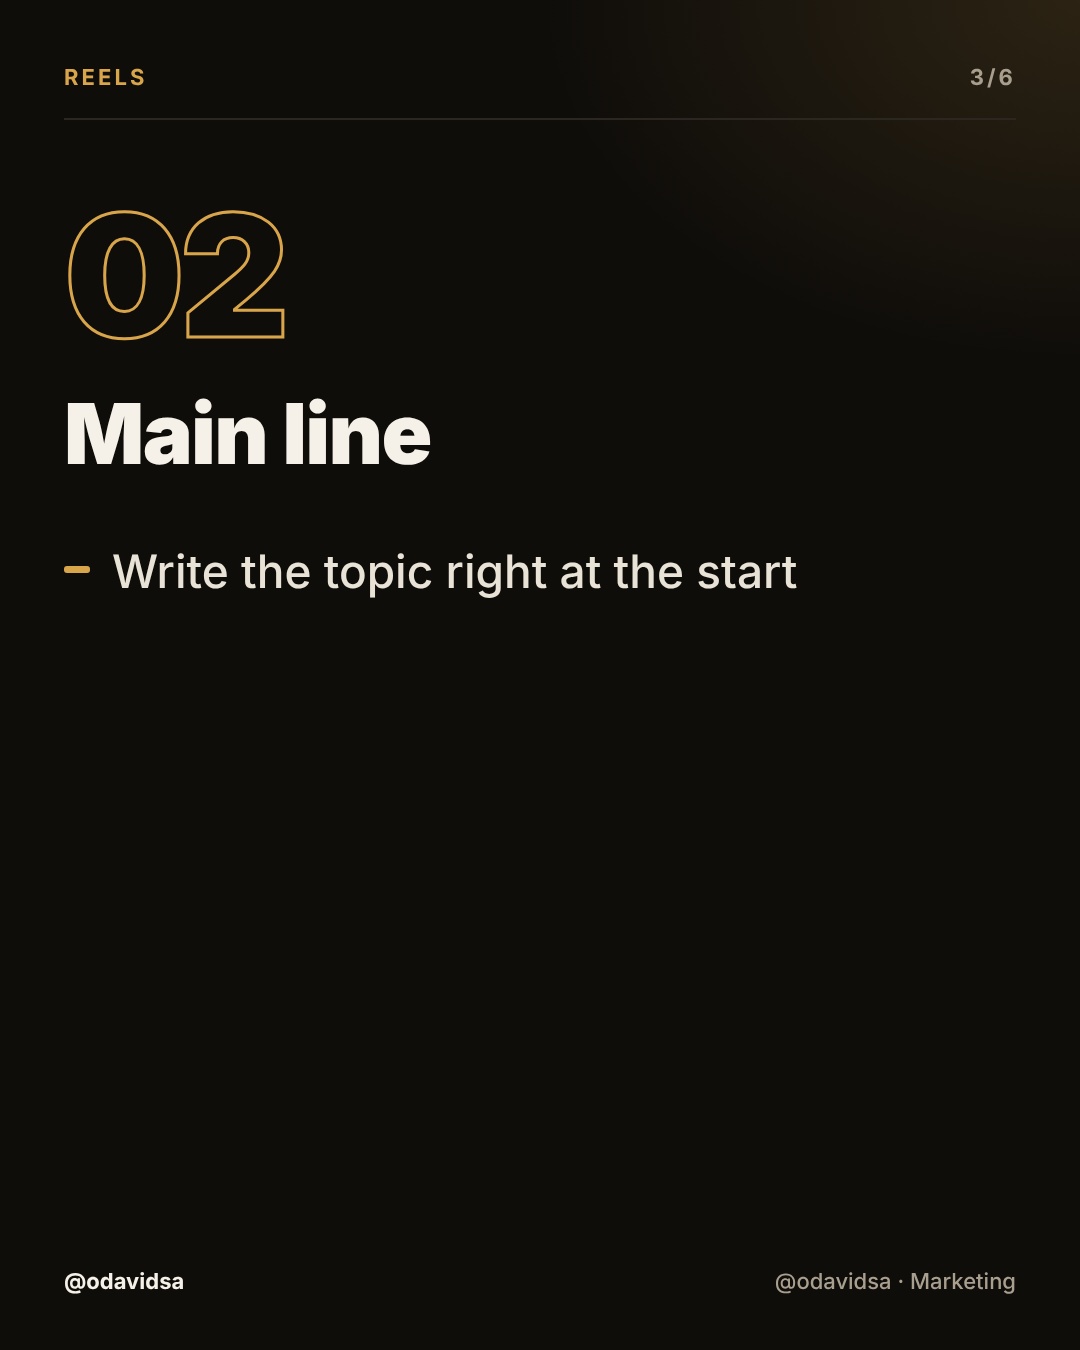 REELS
3/6
02
Main line
Write the topic right at the start
@odavidsa
@odavidsa · Marketing